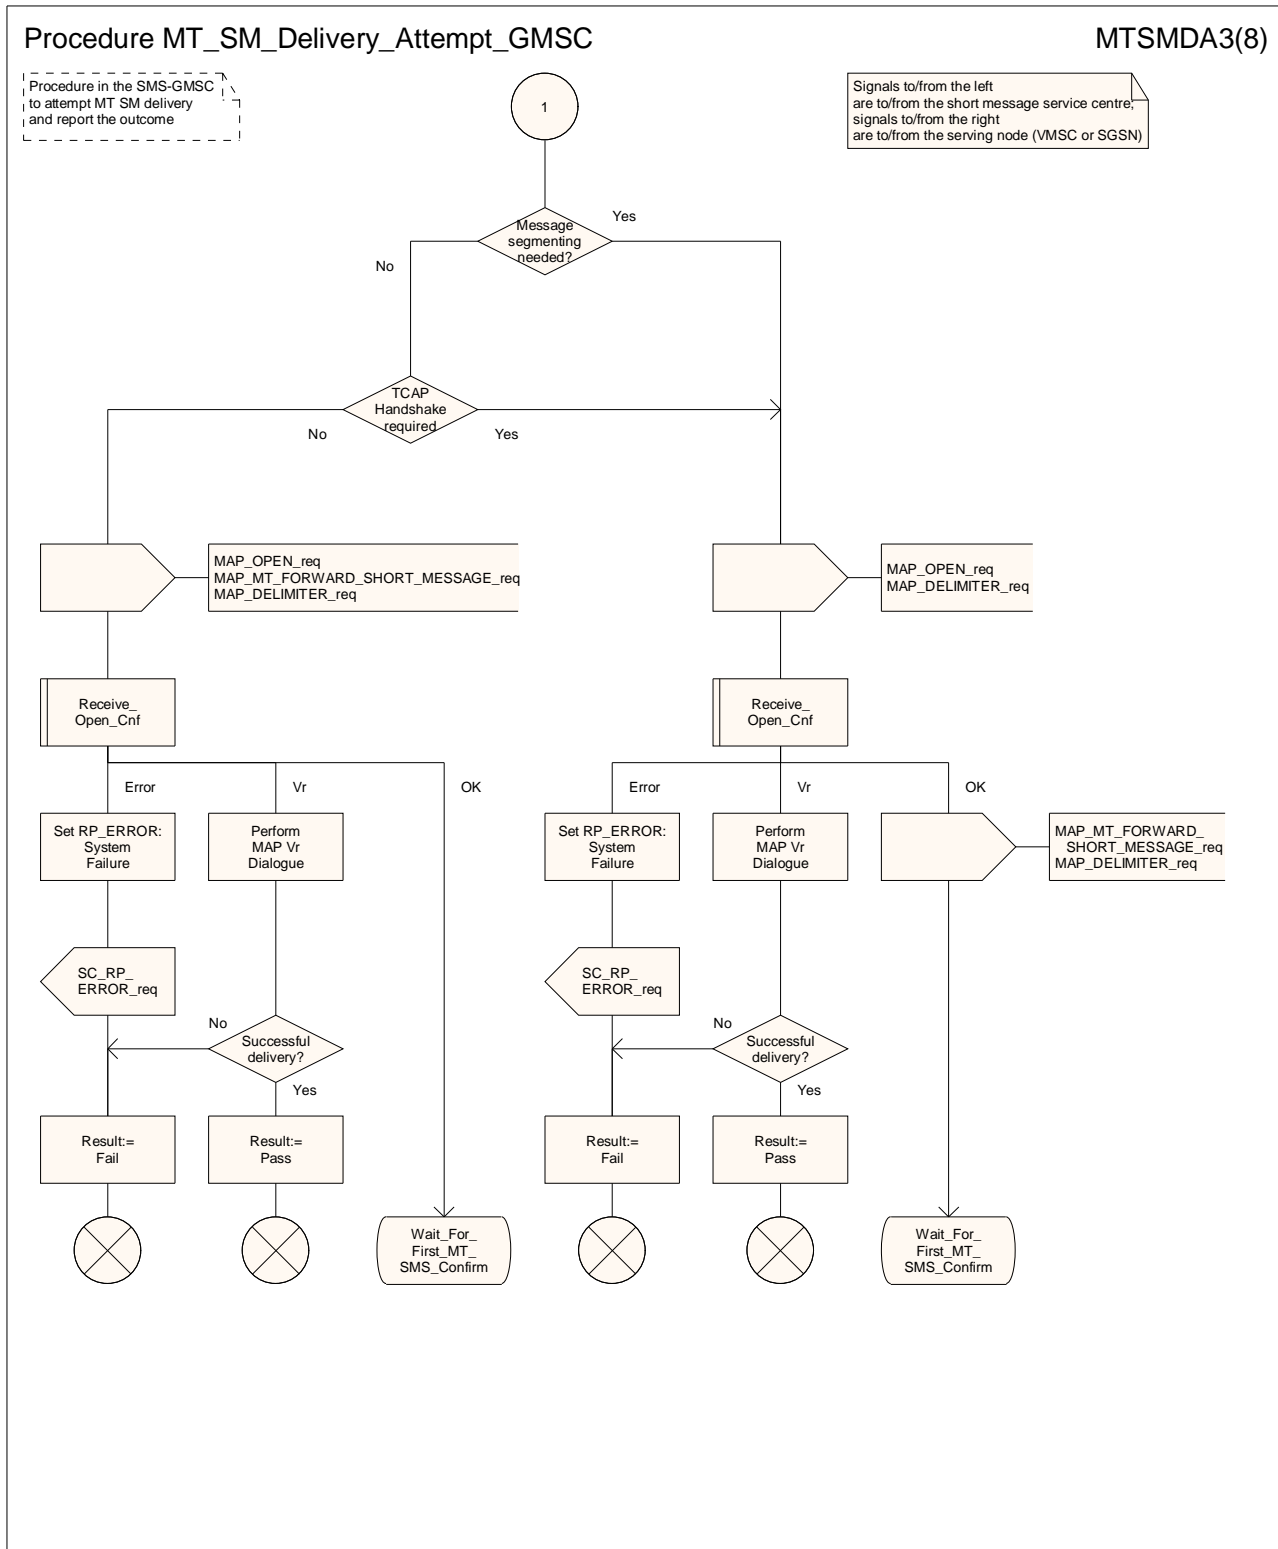 Procedure MT_SM_Delivery_Attempt_GMSC
MTSMDA3(8)
Procedure in the SMS-GMSC
to attempt MT SM delivery
and report the outcome
1
Signals to/from the left
are to/from the short message service centre;
signals to/from the right
are to/from the serving node (VMSC or SGSN)
Message
segmenting
needed?
Yes
No
TCAP
Handshake
required
No
Yes
MAP_OPEN_req
MAP_MT_FORWARD_SHORT_MESSAGE_req
MAP_DELIMITER_req
MAP_OPEN_req
MAP_DELIMITER_req
Receive_
Open_Cnf
Receive_
Open_Cnf
Error
Vr
OK
Error
Vr
OK
Set RP_ERROR:
System
Failure
Perform
MAP Vr
Dialogue
Set RP_ERROR:
System
Failure
Perform
MAP Vr
Dialogue
MAP_MT_FORWARD_
SHORT_MESSAGE_req
MAP_DELIMITER_req
SC_RP_
ERROR_req
SC_RP_
ERROR_req
No
Successful
delivery?
Yes
No
Successful
delivery?
Yes
Result:=
Fail
Result:=
Pass
Result:=
Fail
Result:=
Pass
Wait_For_
First_MT_
SMS_Confirm
Wait_For_
First_MT_
SMS_Confirm